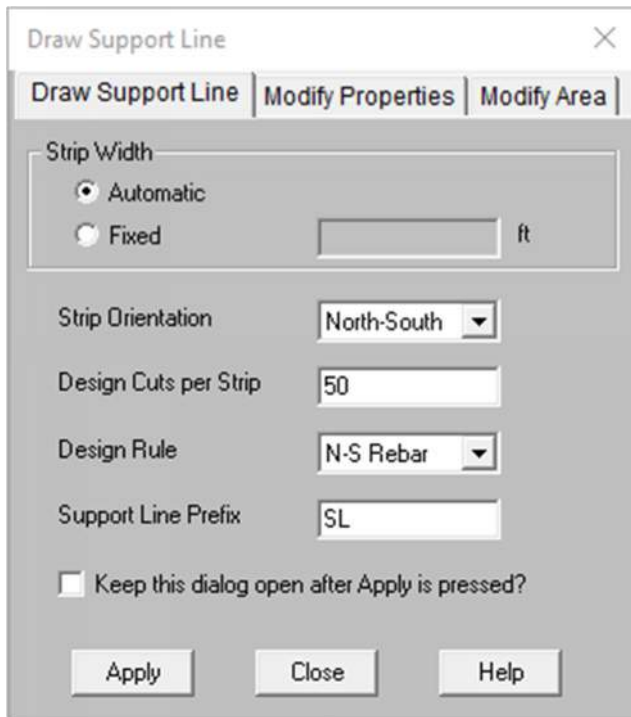 Draw Support Line
Draw Support Line Modify Properties Modify Area
Strip Width
Automatic
Fixed ft
Strip Orientation North-South
Design Cuts per Strip 50
Design Rule N-S Rebar
Support Line Prefix SL
Keep this dialog open after Apply is pressed?
Apply Close Help